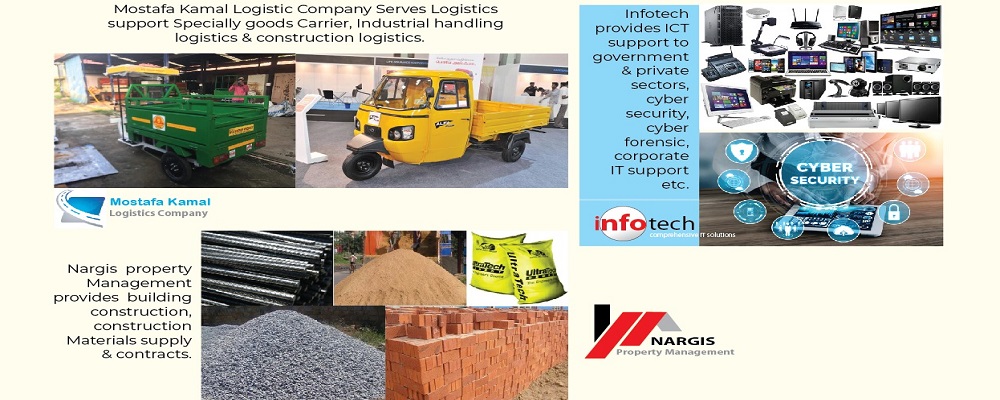 Mostafa Kamal Logistic Company Serves Logistics
support Specially goods Carrier, Industrial handling
logistics & construction logistics.
Mostafa Kamal
Logistics Company
Nargis property
Management
provides building
construction,
construction
Materials supply
& contracts.
UltraTech
UltraTech
Infotech
provides ICT
support to
government
& private
sectors,
cyber
security,
cyber
forensic,
corporate
IT support
etc.
CYBER
SECURITY
infotech
comprehensive IT solutions
NARGIS
Property Management